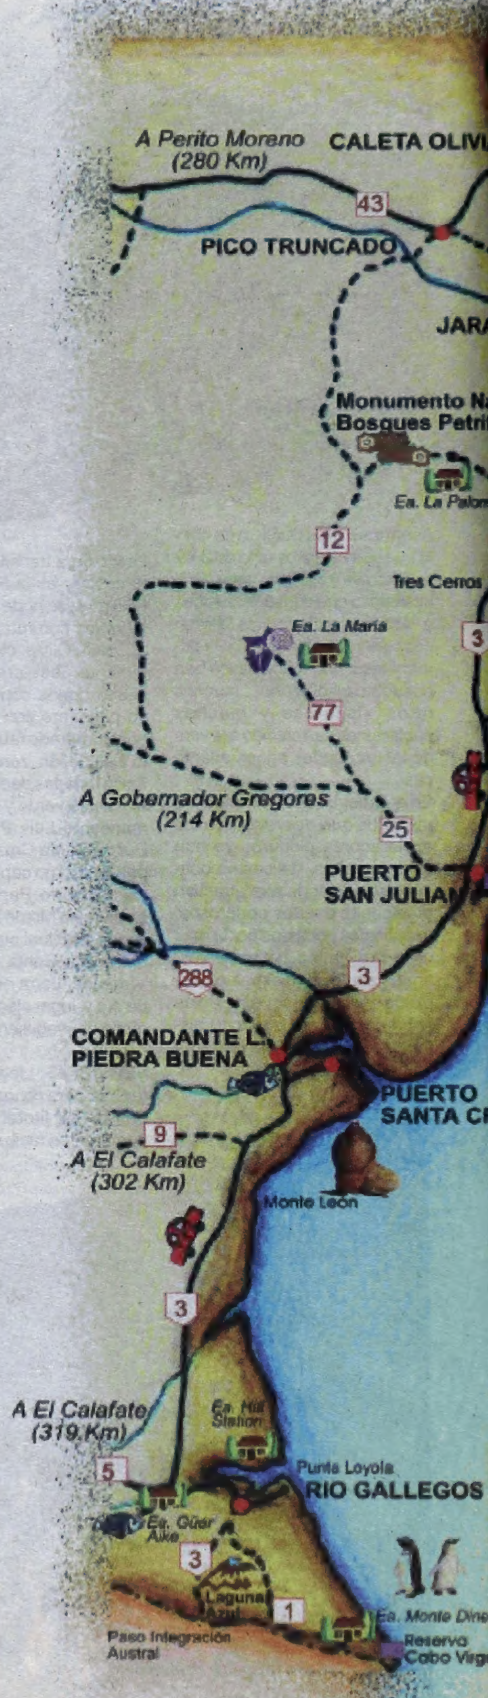 A Perito Moreno
(280 Km)
CALETA OLIVI
43
PICO TRUNCADO
JARA
Monumento Na
Bosques Petrif
Ea. La Palom
12
Tres Cerros
Ea. La Maria
3
77
A Gobernador Gregores
(214 Km)
25
PUERTO
SAN JULIAN
288
3
COMANDANTE L.
PIEDRA BUENA
PUERTO
SANTA CR
9
A El Calafate
(302 Km)
Monte León
3
A El Calafate
(319 Km)
Ea. Hill
Station
5
Punta Loyola
RIO GALLEGOS
Ea. Güer
Aike
3
Laguna
Azul
1
Ea. Monte Dine
Paso Integración
Austral
Reserva
Cabo Virge